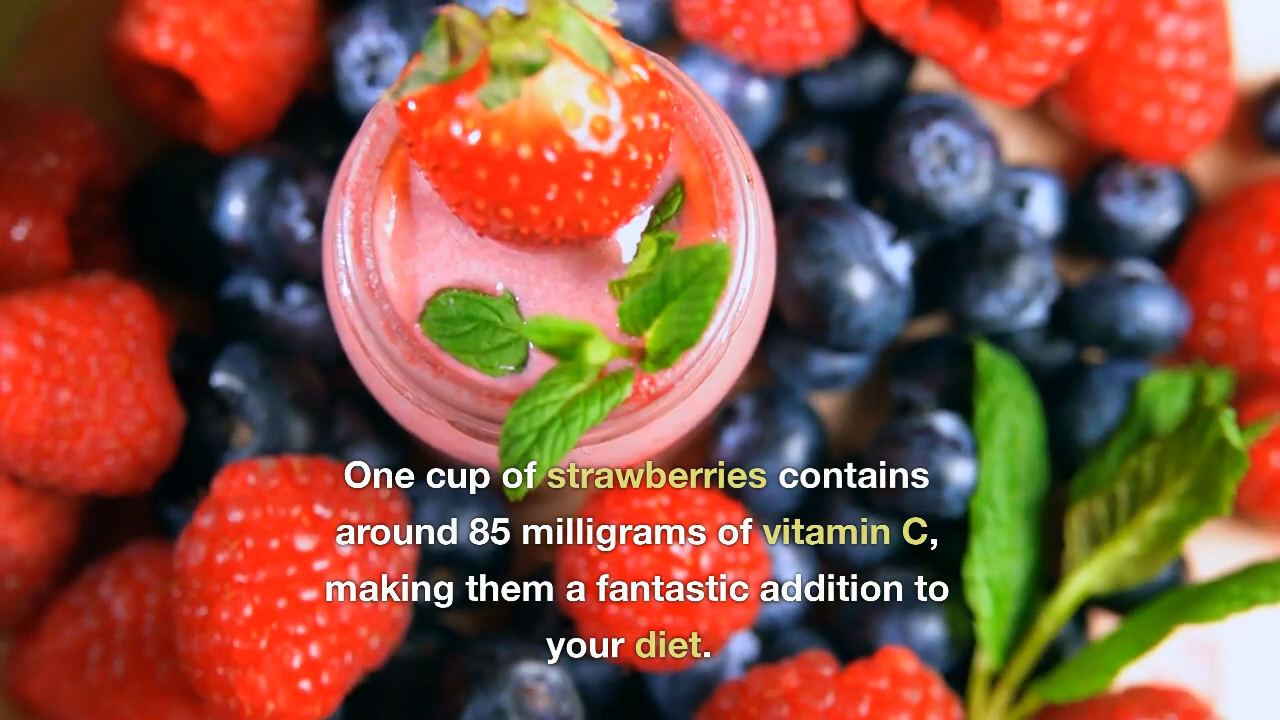 One cup of strawberries contains
around 85 milligrams of vitamin C,
making them a fantastic addition to
your diet.